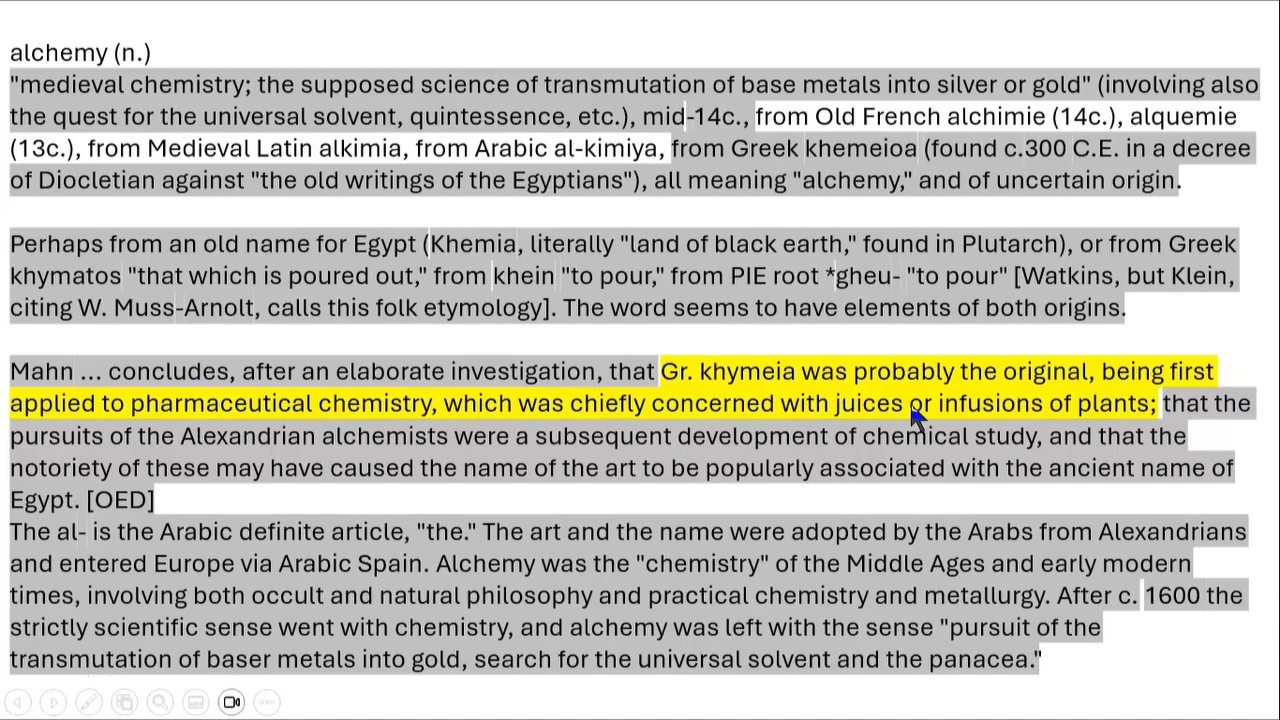 alchemy (n.)
"medieval chemistry; the supposed science of transmutation of base metals into silver or gold" (involving also
the quest for the universal solvent, quintessence, etc.), mid-14c., from Old French alchimie (14c.), alquemie
(13c.), from Medieval Latin alkimia, from Arabic al-kimiya, from Greek khemeioa (found c.300 C.E. in a decree
of Diocletian against "the old writings of the Egyptians"), all meaning "alchemy," and of uncertain origin.
Perhaps from an old name for Egypt (Khemia, literally "land of black earth," found in Plutarch), or from Greek
khymatos "that which is poured out," from khein "to pour," from PIE root *gheu- "to pour" [Watkins, but Klein,
citing W. Muss-Arnolt, calls this folk etymology]. The word seems to have elements of both origins.
Mahn ... concludes, after an elaborate investigation, that Gr. khymeia was probably the original, being first
applied to pharmaceutical chemistry, which was chiefly concerned with juices or infusions of plants; that the
pursuits of the Alexandrian alchemists were a subsequent development of chemical study, and that the
notoriety of these may have caused the name of the art to be popularly associated with the ancient name of
Egypt. [OED]
The al- is the Arabic definite article, "the." The art and the name were adopted by the Arabs from Alexandrians
and entered Europe via Arabic Spain. Alchemy was the "chemistry" of the Middle Ages and early modern
times, involving both occult and natural philosophy and practical chemistry and metallurgy. After c. 1600 the
strictly scientific sense went with chemistry, and alchemy was left with the sense "pursuit of the
transmutation of baser metals into gold, search for the universal solvent and the panacea."